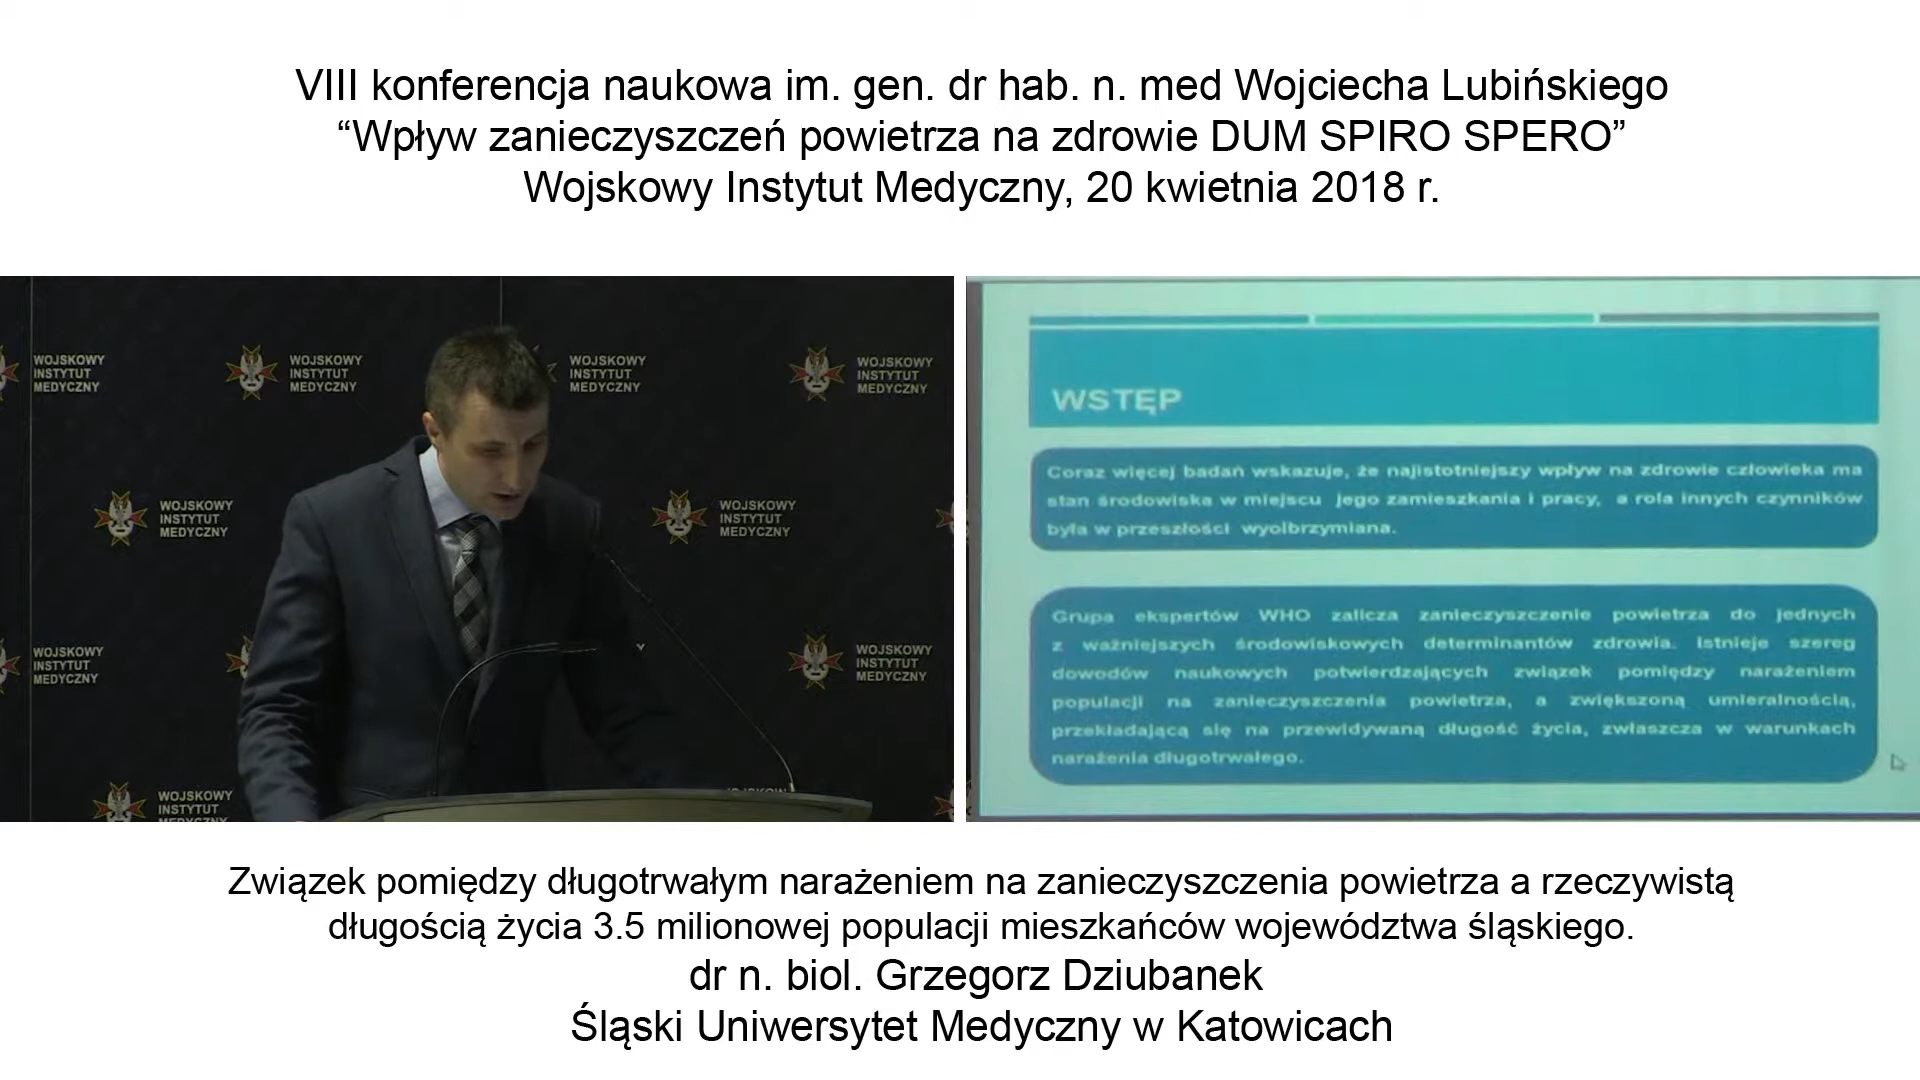 VIII konferencja naukowa im. gen. dr hab. n. med Wojciecha Lubińskiego
“Wpływ zanieczyszczeń powietrza na zdrowie DUM SPIRO SPERO”
Wojskowy Instytut Medyczny, 20 kwietnia 2018 r.
WOJSKOWY
INSTYTUT
MEDYCZNY
WOJSKOWY
INSTYTUT
MEDYCZNY
WOJSKOWY
INSTYTUT
MEDYCZNY
WOJSKOWY
INSTYTUT
MEDYCZNY
WOJSKOWY
INSTYTUT
MEDYCZNY
WOJSKOWY
INSTYTUT
MEDYCZNY
WOJSKOWY
INSTYTUT
MEDYCZNY
WOJSKOWY
INSTYTUT
MEDYCZNY
WOJSKOWY
INSTYTUT
MEDYCZNY
WSTĘP
Coraz więcej badań wskazuje, że najistotniejszy wpływ na zdrowie człowieka ma
stan środowiska w miejscu jego zamieszkania i pracy, a rola innych czynników
była w przeszłości wyolbrzymiana.
Grupa ekspertów WHO zalicza zanieczyszczenie powietrza do jednych
z ważniejszych środowiskowych determinantów zdrowia. Istnieje szereg
dowodów naukowych potwierdzających związek pomiędzy narażeniem
populacji na zanieczyszczenia powietrza, a zwiększoną umieralnością,
przekładającą się na przewidywaną długość życia, zwłaszcza w warunkach
narażenia długotrwałego.
Związek pomiędzy długotrwałym narażeniem na zanieczyszczenia powietrza a rzeczywistą
długością życia 3.5 milionowej populacji mieszkańców województwa śląskiego.
dr n. biol. Grzegorz Dziubanek
Śląski Uniwersytet Medyczny w Katowicach